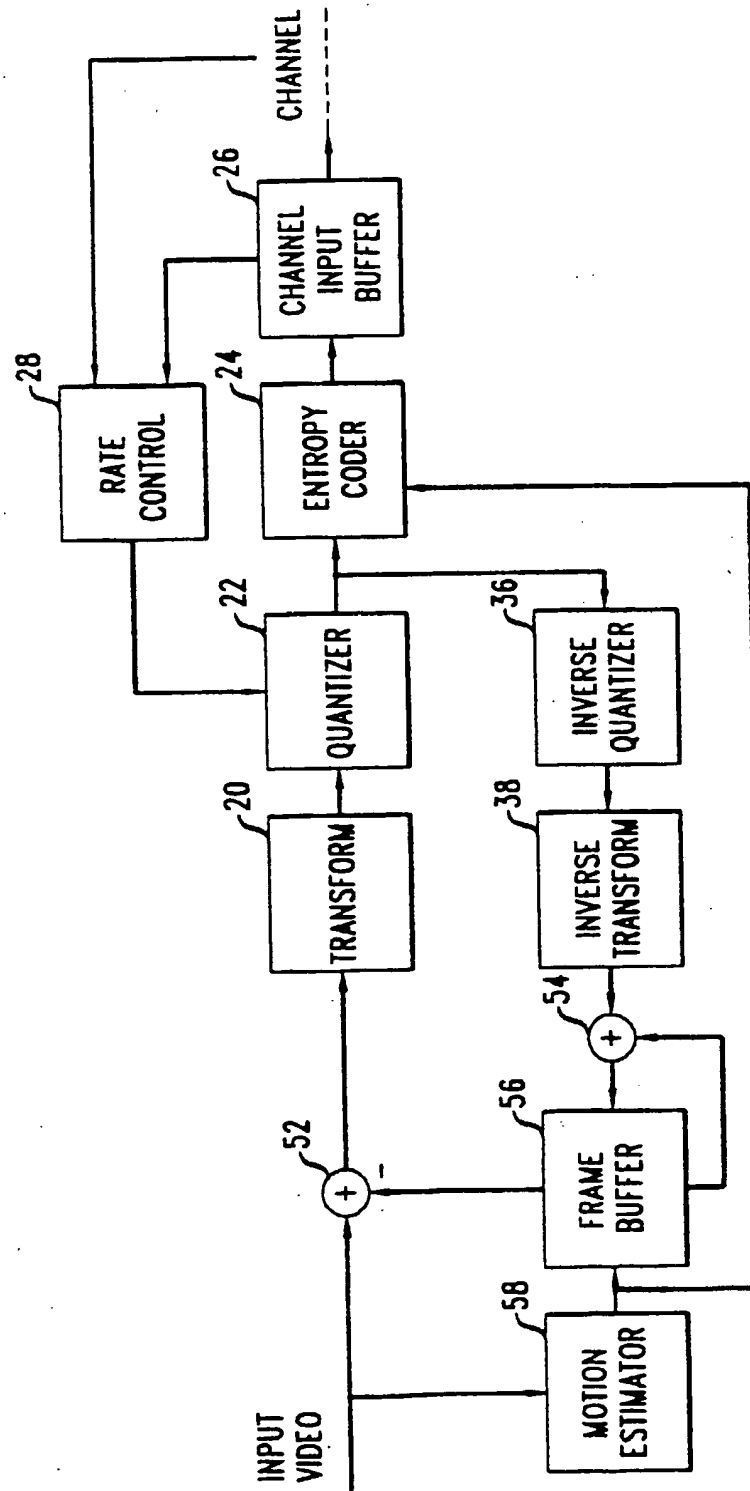 INPUT
VIDEO
52
+
-
20
TRANSFORM
22
QUANTIZER
24
ENTROPY
CODER
26
CHANNEL
INPUT
BUFFER
CHANNEL
28
RATE
CONTROL
58
MOTION
ESTIMATOR
56
FRAME
BUFFER
54
+
38
INVERSE
TRANSFORM
36
INVERSE
QUANTIZER